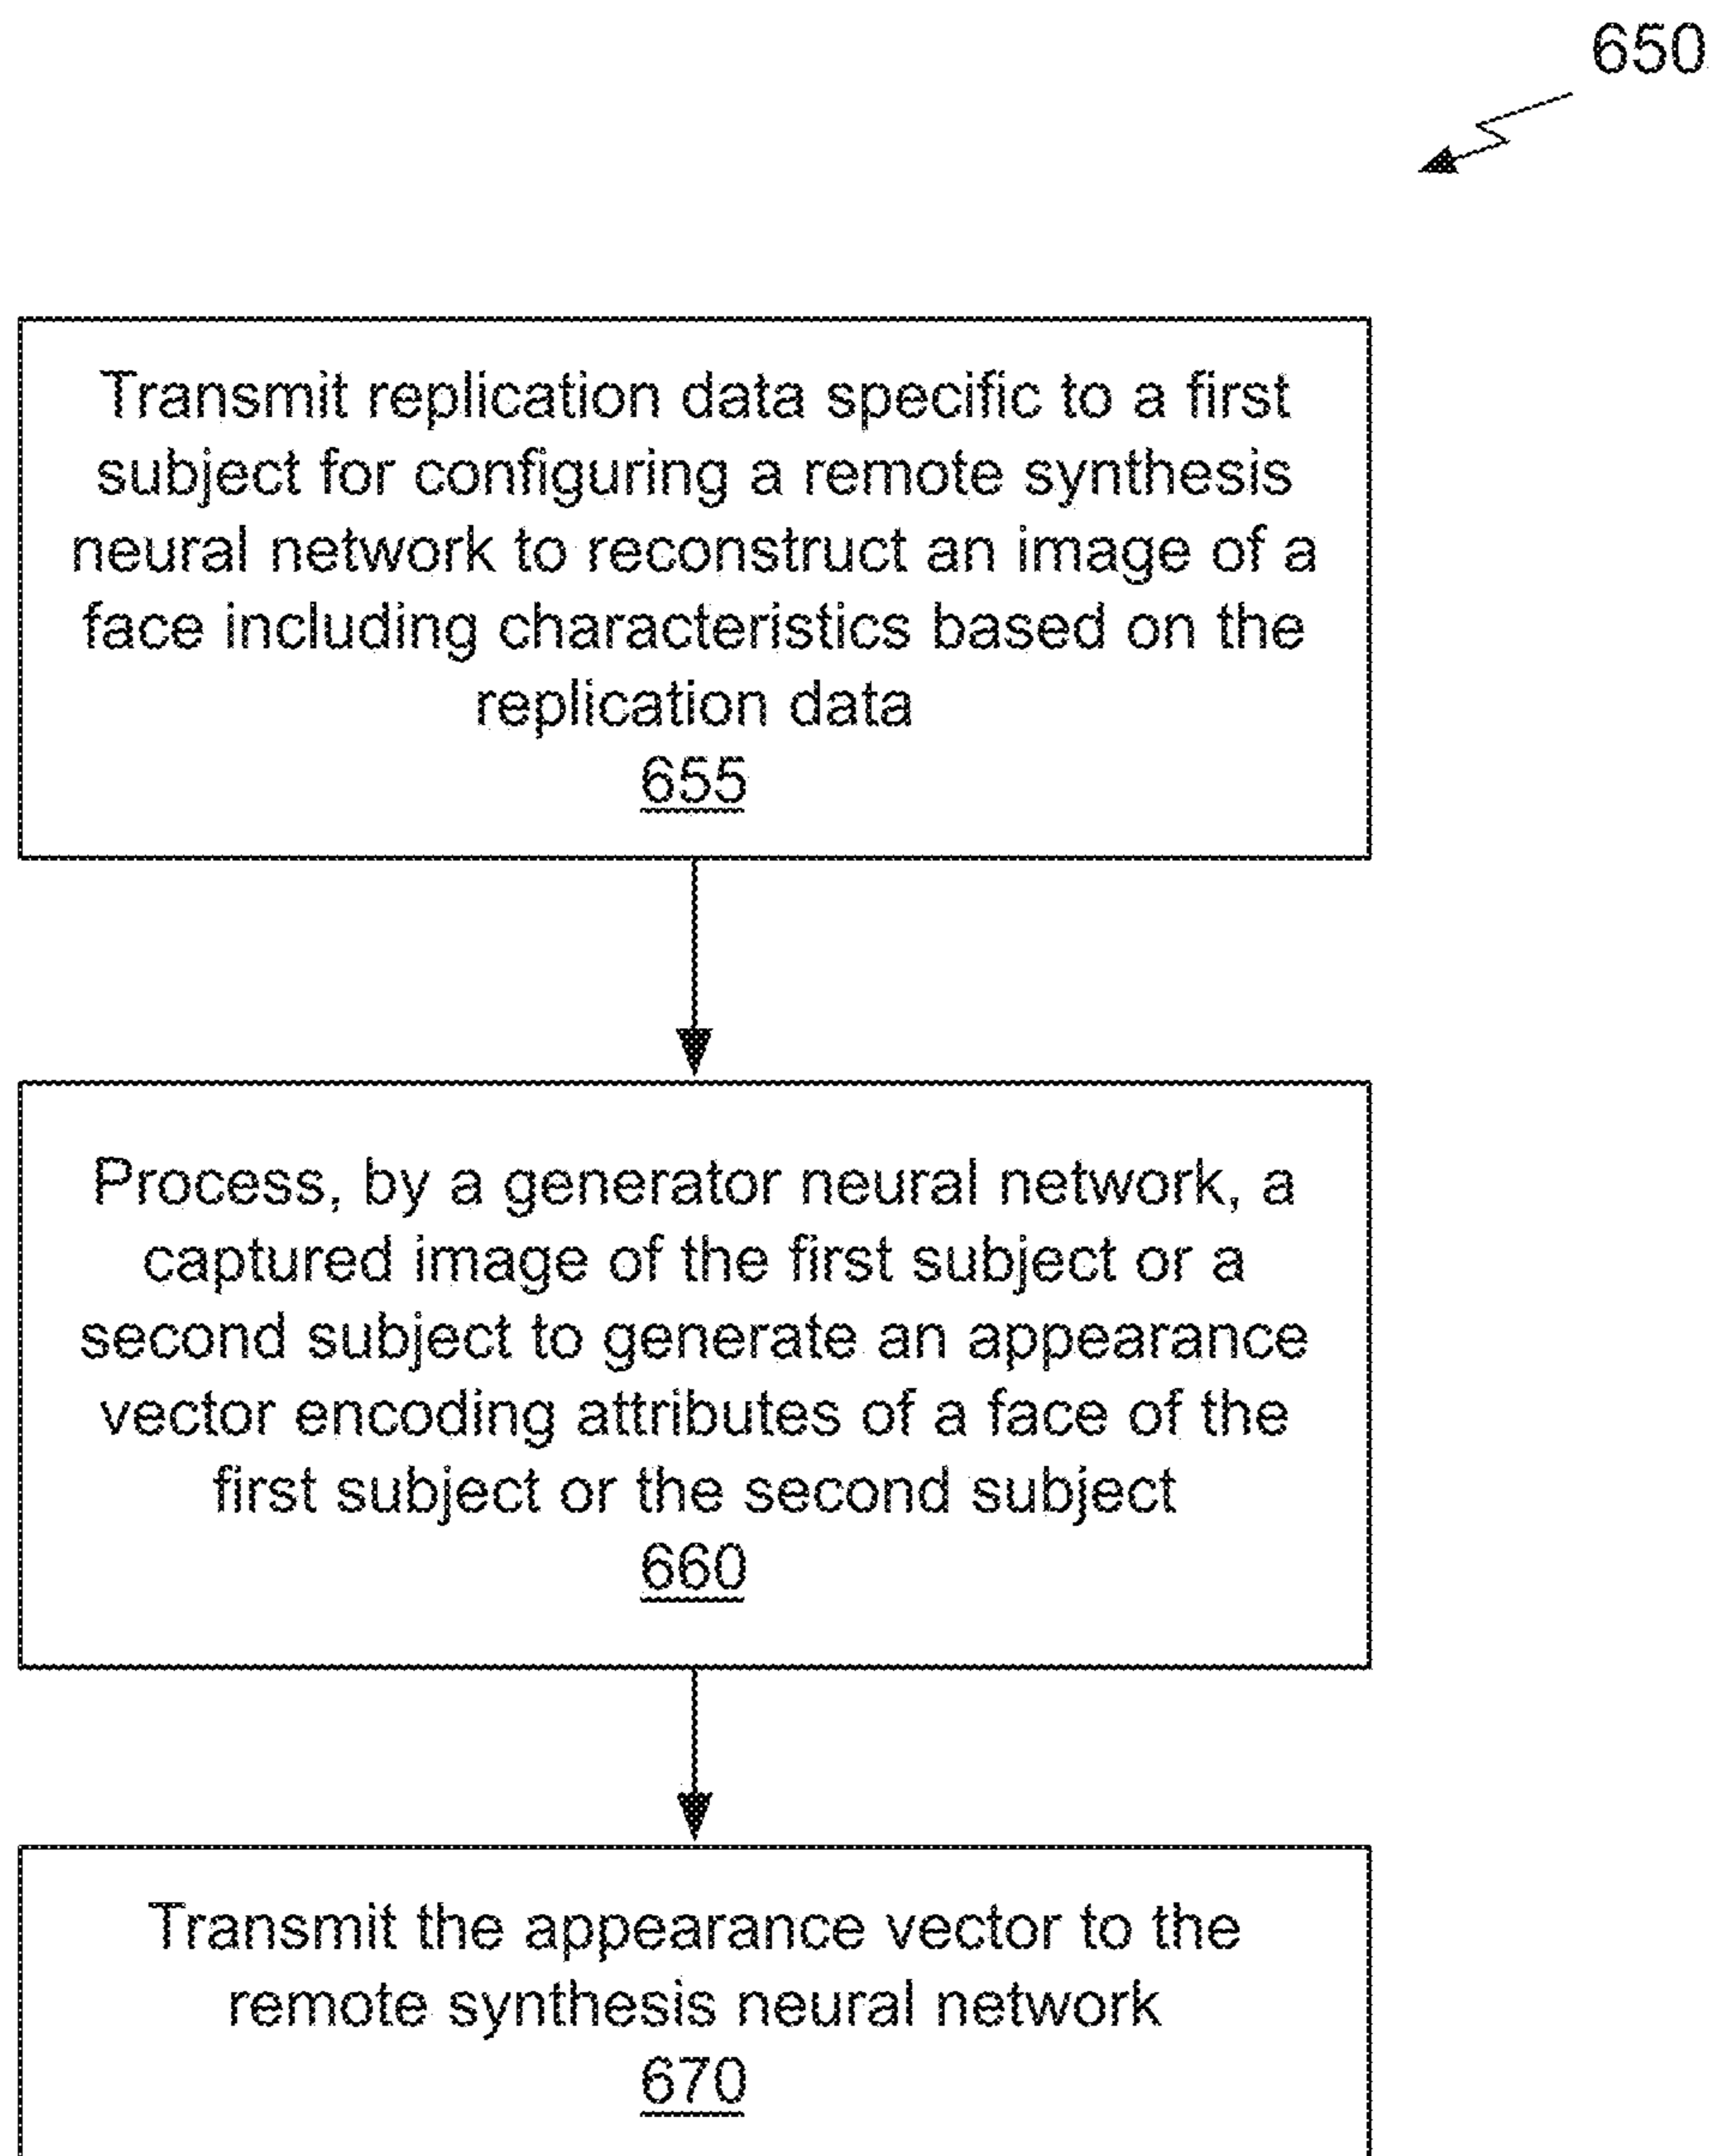 650
Transmit replication data specific to a first
subject for configuring a remote synthesis
neural network to reconstruct an image of a
face including characteristics based on the
replication data
655
Process, by a generator neural network, a
captured image of the first subject or a
second subject to generate an appearance
vector encoding attributes of a face of the
first subject or the second subject
660
Transmit the appearance vector to the
remote synthesis neural network
670